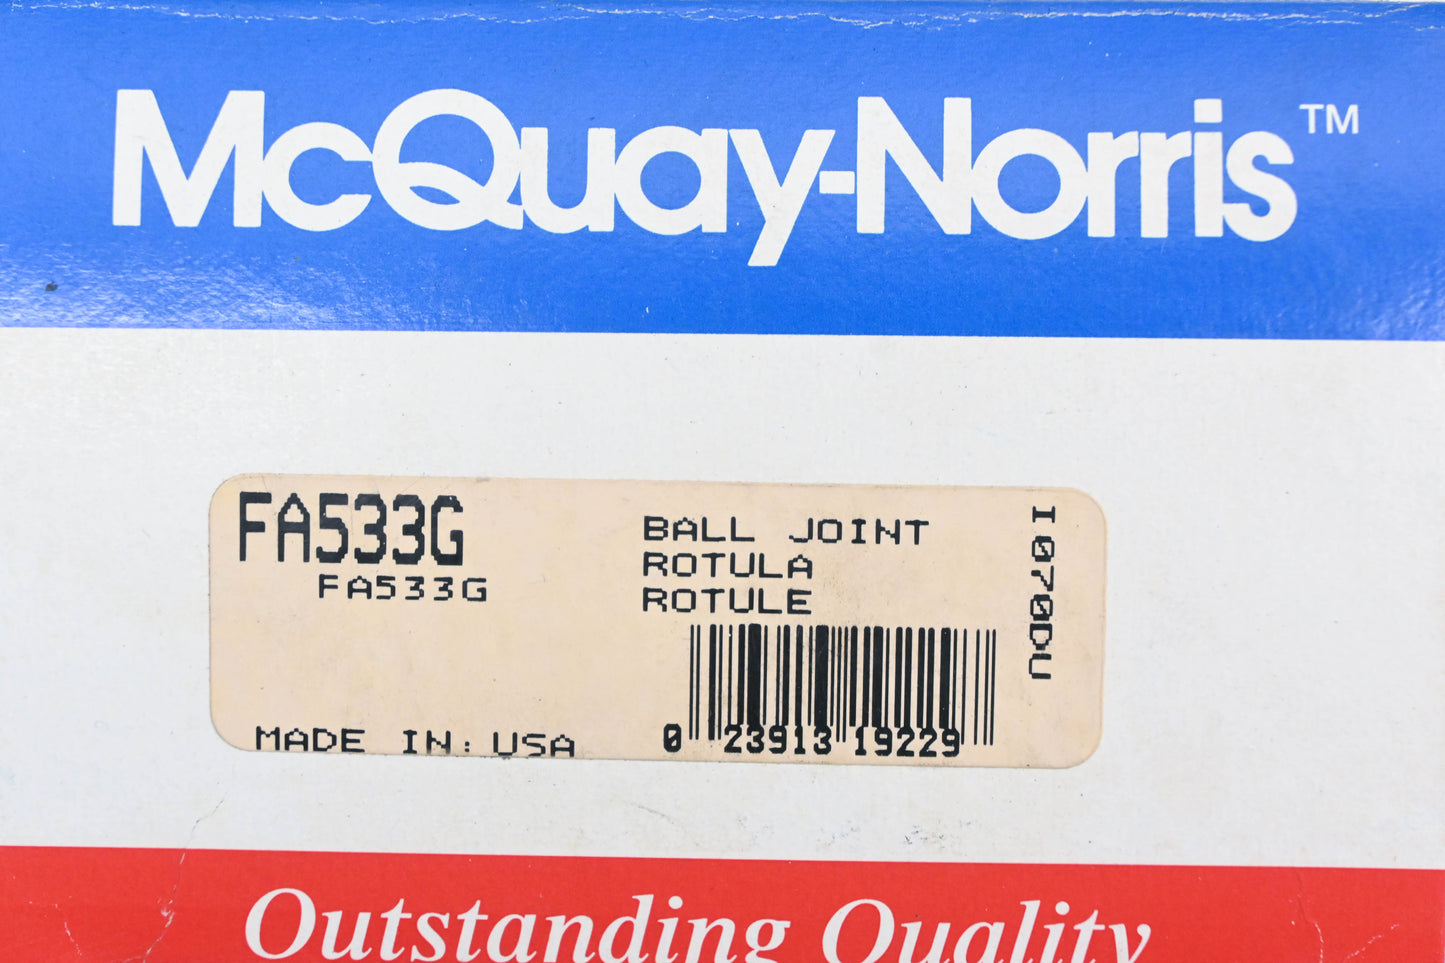 McQuay-Norris™
FA533G
FA533G
BALL JOINT
ROTULA
ROTULE
I070DU
MADE IN: USA
0 23913 19229
Outstanding Quality